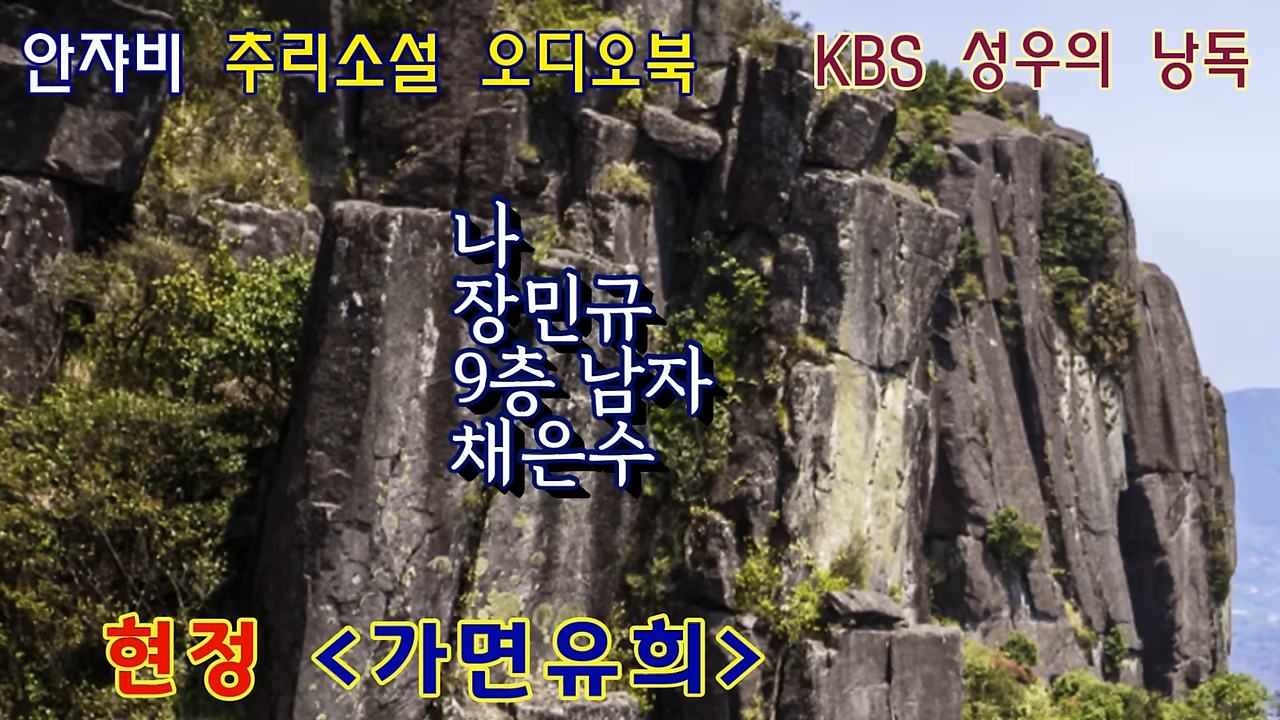 안쟈비 추리소설 오디오북 KBS 성우의 낭독
나
장민규
9층 남자
채은수
현정 <가면유희>